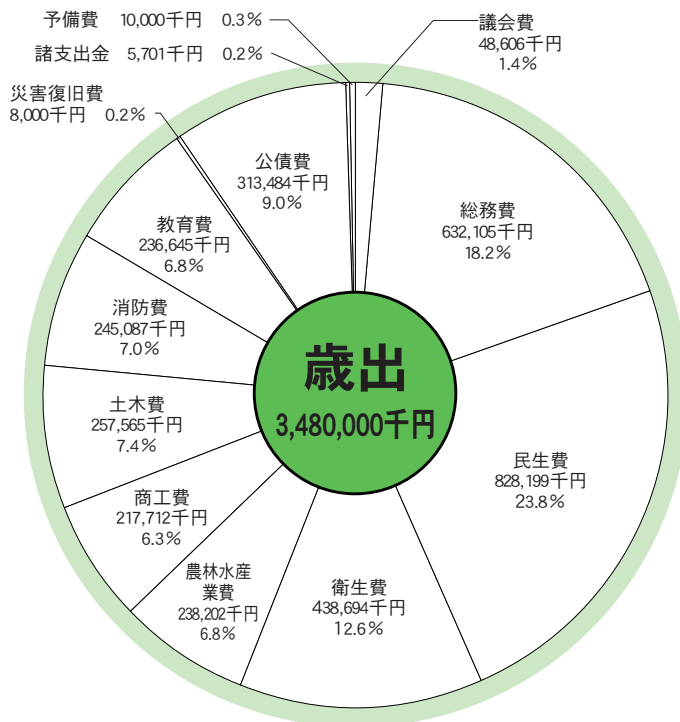 予備費 10,000千円 0.3%
諸支出金 5,701千円 0.2%
災害復旧費
8,000千円 0.2%
議会費
48,606千円
1.4%
公債費
313,484千円
9.0%
総務費
632,105千円
18.2%
教育費
236,645千円
6.8%
消防費
245,087千円
7.0%
歳出
3,480,000千円
土木費
257,565千円
7.4%
民生費
828,199千円
23.8%
商工費
217,712千円
6.3%
農林水産
業費
238,202千円
6.8%
衛生費
438,694千円
12.6%